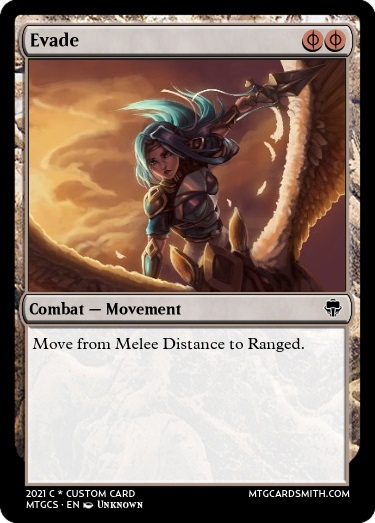 Evade
Combat — Movement
Move from Melee Distance to Ranged.
2021 C * CUSTOM CARD
MTGCS · EN Unknown
MTGCARDSMITH.COM